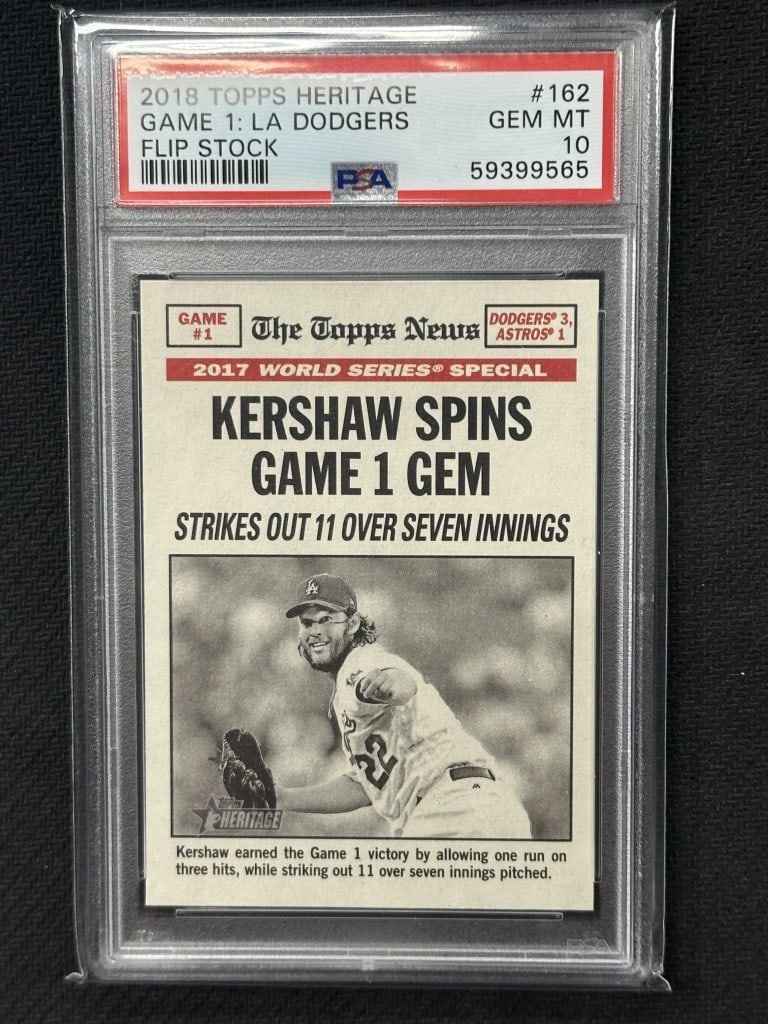 2018 TOPPS HERITAGE #162
GAME 1: LA DODGERS GEM MT
FLIP STOCK 10
PSA 59399565
GAME
#1
The Topps News
DODGERS® 3,
ASTROS® 1
2017 WORLD SERIES® SPECIAL
KERSHAW SPINS
GAME 1 GEM
STRIKES OUT 11 OVER SEVEN INNINGS
LA
22
TOPPS
HERITAGE
Kershaw earned the Game 1 victory by allowing one run on
three hits, while striking out 11 over seven innings pitched.
PSA